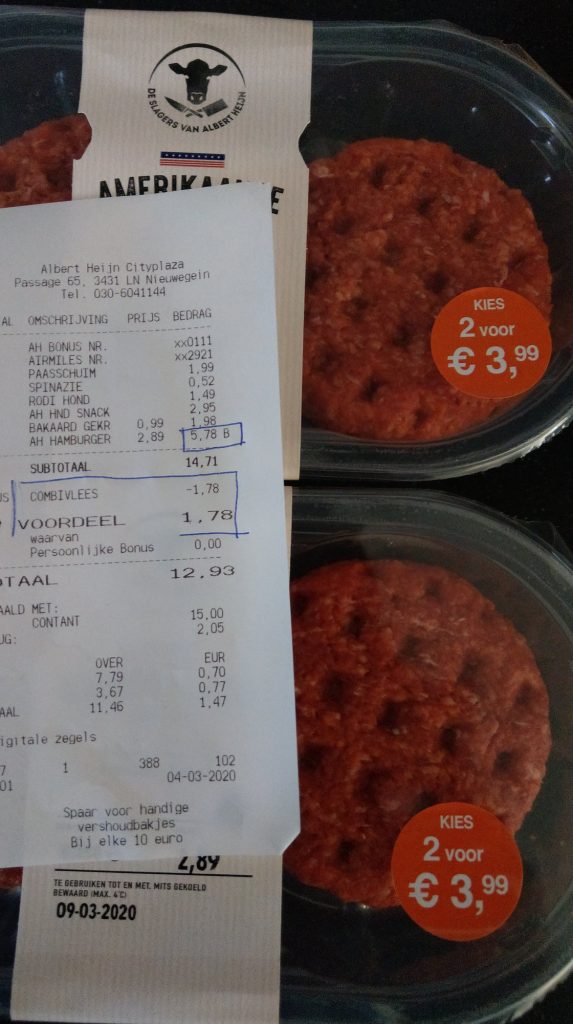 DE SLAGERS VAN ALBERT HEIJN
KIES
2 voor
€ 3,99
Albert Heijn Cityplaza
Passage 65, 3431 LN Nieuwegein
Tel. 030-6041144
AL OMSCHRIJVING PRIJS BEDRAG
AH BONUS NR. xx0111
AIRMILES NR. xx2921
PAASSCHUIM 1,99
SPINAZIE 0,52
RODI HOND 1,49
AH HND SNACK 2,95
BAKAARD GEKR 0,99 1,98
AH HAMBURGER 2,89 5,78 B
SUBTOTAAL 14,71
US COMBIVLEES -1,78
VOORDEEL 1,78
waarvan
Persoonlijke Bonus 0,00
OTAAL 12,93
AALD MET:
CONTANT 15,00
UG: 2,05
OVER EUR
7,79 0,70
3,67 0,77
AAL 11,46 1,47
igitale zegels
7 1 388 102
01 04-03-2020
Spaar voor handige
vershoudbakjes
Bij elke 10 euro
2,89
TE GEBRUIKEN TOT EN MET. MITS GEKOELD
BEWAARD (MAX. 4°C)
09-03-2020
KIES
2 voor
€ 3,99